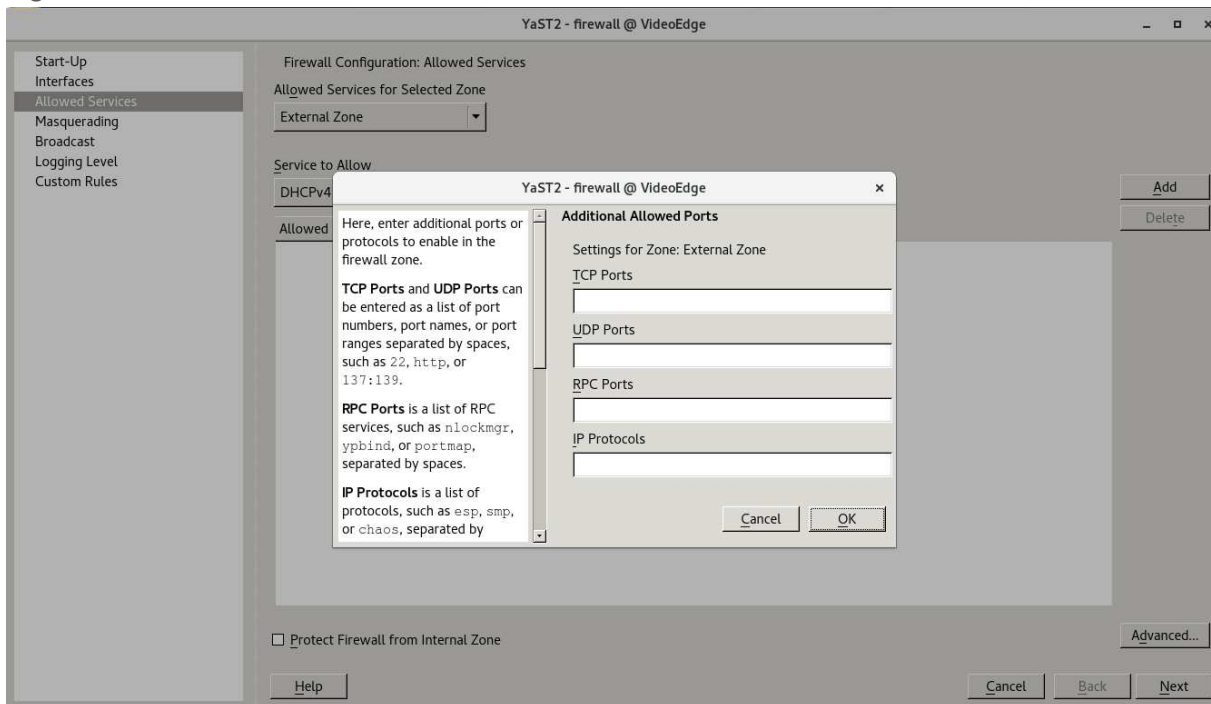 YaST2 - firewall @ VideoEdge
Start-Up
Interfaces
Allowed Services
Masquerading
Broadcast
Logging Level
Custom Rules
Firewall Configuration: Allowed Services
Allowed Services for Selected Zone
External Zone
Service to Allow
DHCPv4
Add
Delete
Allowed
YaST2 - firewall @ VideoEdge
Here, enter additional ports or
protocols to enable in the
firewall zone.
TCP Ports and UDP Ports can
be entered as a list of port
numbers, port names, or port
ranges separated by spaces,
such as 22, http, or
137:139.
RPC Ports is a list of RPC
services, such as nlockmgr,
ypbind, or portmap,
separated by spaces.
IP Protocols is a list of
protocols, such as esp, smp,
or chaos, separated by
Additional Allowed Ports
Settings for Zone: External Zone
TCP Ports
UDP Ports
RPC Ports
IP Protocols
Cancel
OK
Protect Firewall from Internal Zone
Advanced...
Help
Cancel
Back
Next